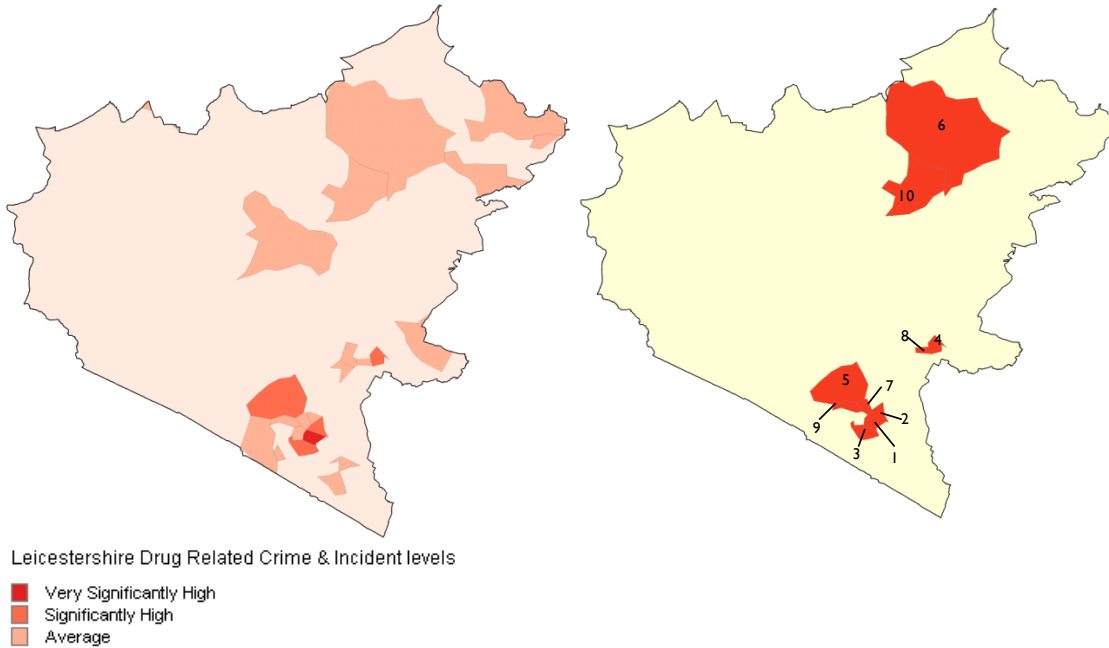 6
10
8
4
5
7
2
9
3
1
Leicestershire Drug Related Crime & Incident levels
Very Significantly High
Significantly High
Average